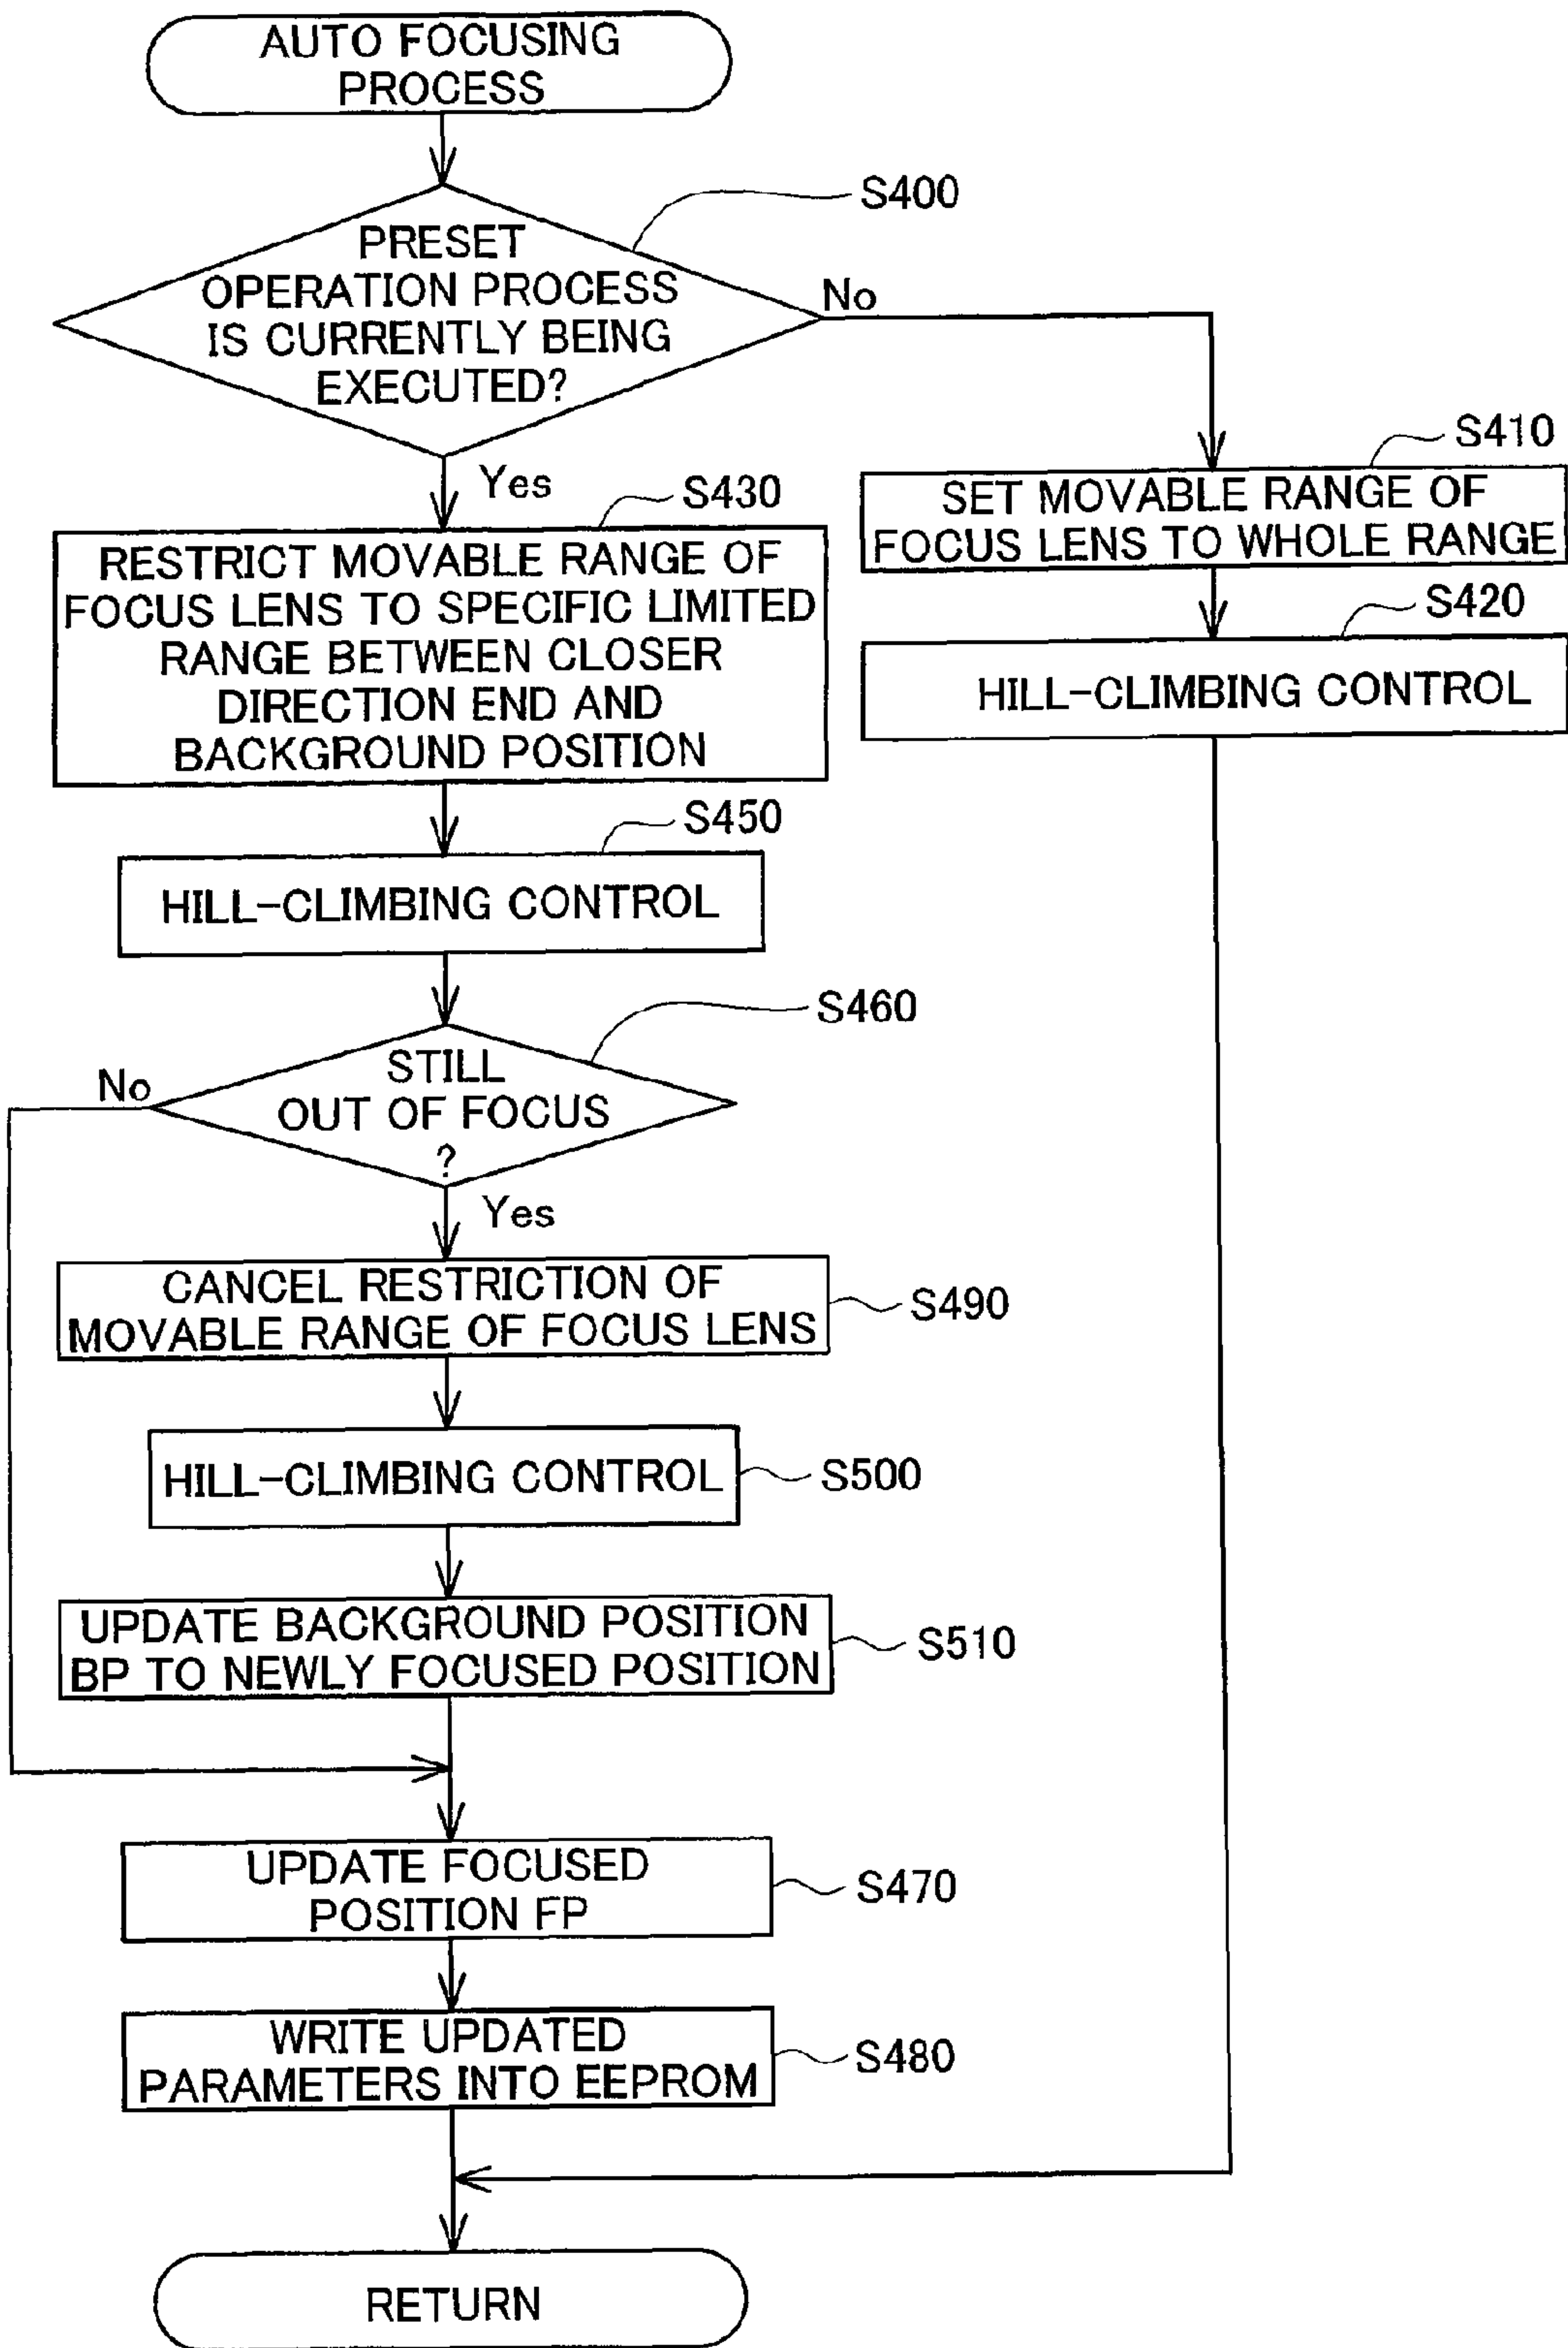 AUTO FOCUSING
PROCESS
S400
PRESET
OPERATION PROCESS
IS CURRENTLY BEING
EXECUTED?
No
Yes
S410
SET MOVABLE RANGE OF
FOCUS LENS TO WHOLE RANGE
S420
HILL-CLIMBING CONTROL
S430
RESTRICT MOVABLE RANGE OF
FOCUS LENS TO SPECIFIC LIMITED
RANGE BETWEEN CLOSER
DIRECTION END AND
BACKGROUND POSITION
S450
HILL-CLIMBING CONTROL
S460
STILL
OUT OF FOCUS
?
No
Yes
CANCEL RESTRICTION OF
MOVABLE RANGE OF FOCUS LENS
S490
HILL-CLIMBING CONTROL
S500
UPDATE BACKGROUND POSITION
BP TO NEWLY FOCUSED POSITION
S510
UPDATE FOCUSED
POSITION FP
S470
WRITE UPDATED
PARAMETERS INTO EEPROM
S480
RETURN